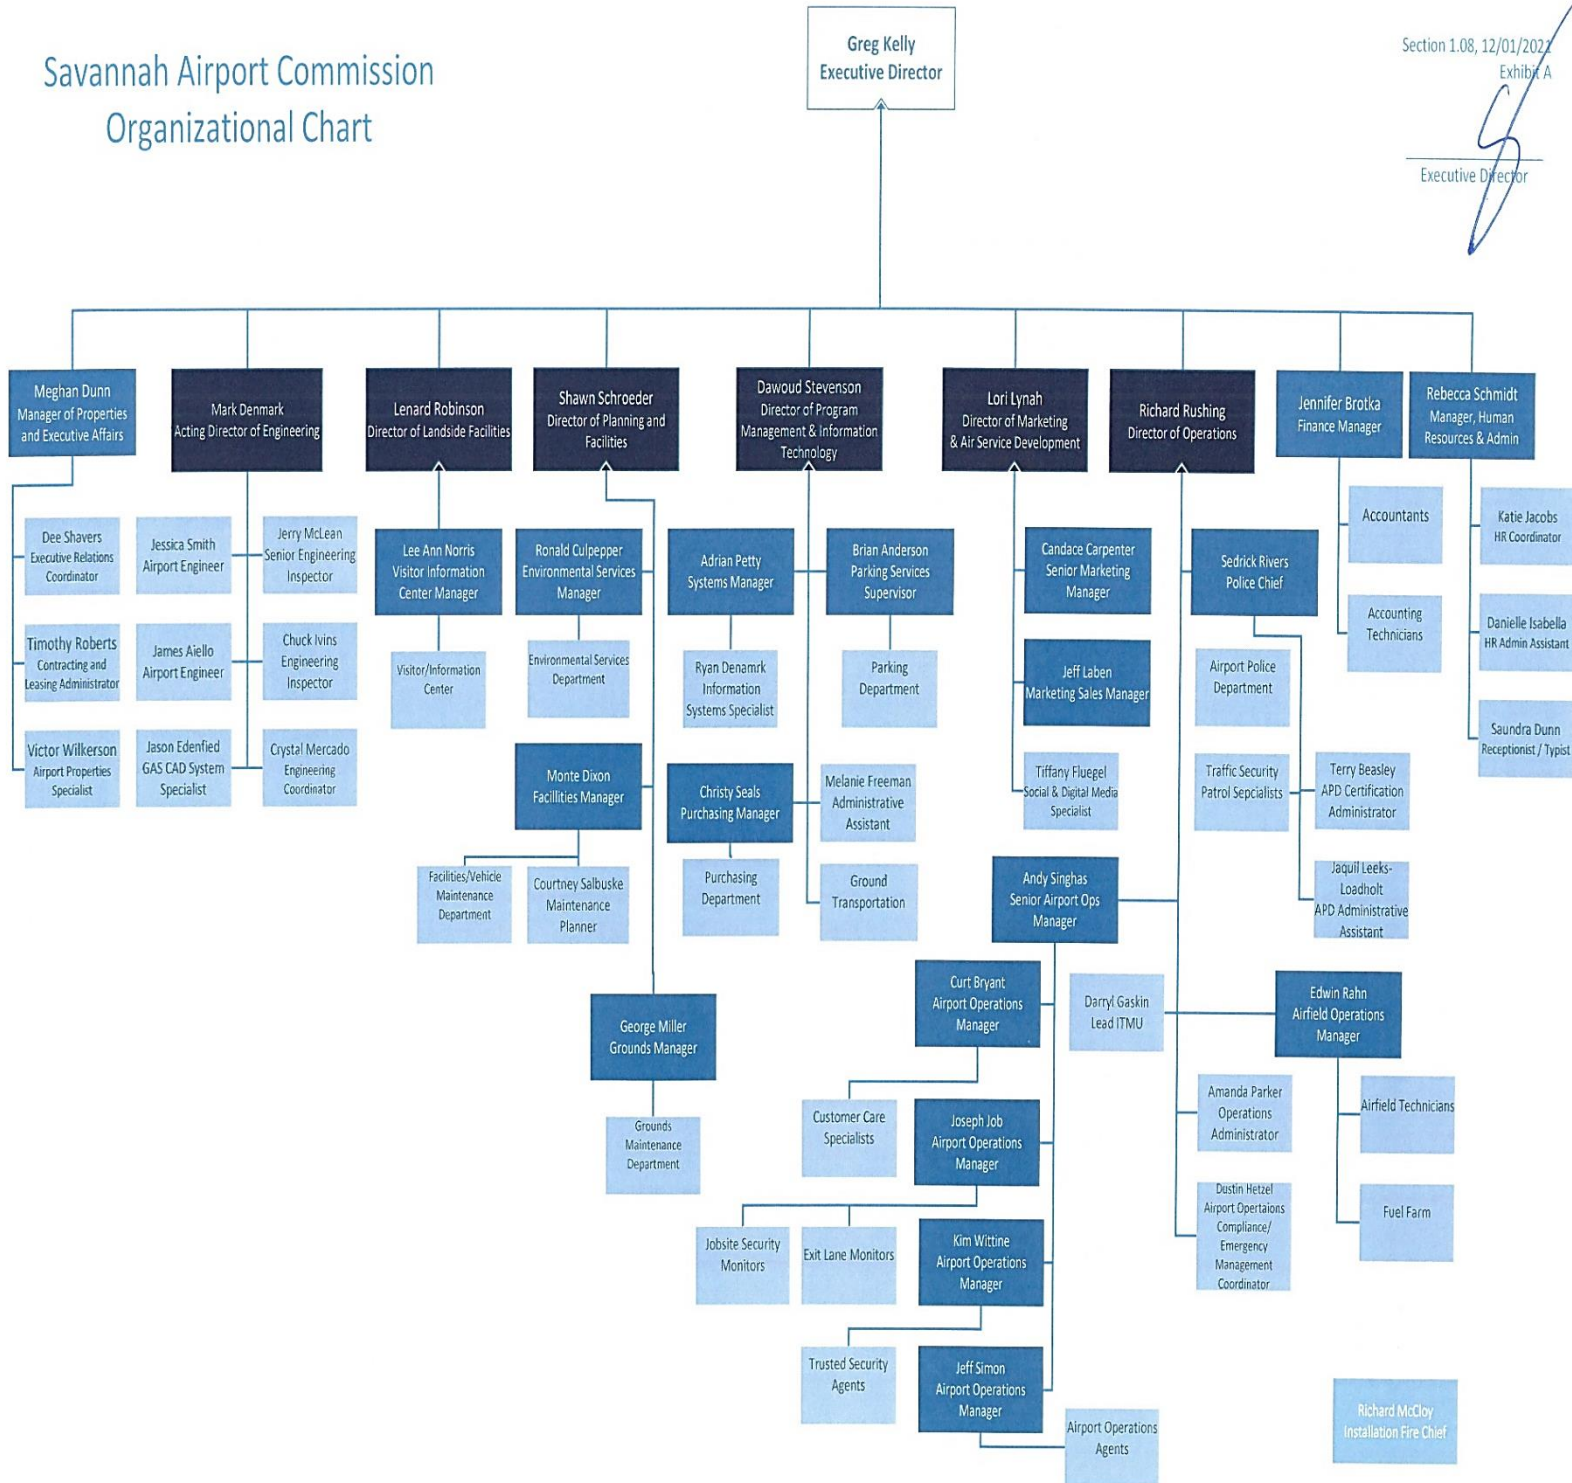 Savannah Airport Commission
Organizational Chart
Greg Kelly
Executive Director
Section 1.08, 12/01/2021
Exhibit A
Executive Director
Meghan Dunn
Manager of Properties
and Executive Affairs
Mark Denmark
Acting Director of Engineering
Lenard Robinson
Director of Landside Facilities
Shawn Schroeder
Director of Planning and
Facilities
Dawoud Stevenson
Director of Program
Management & Information
Technology
Lori Lynah
Director of Marketing
& Air Service Development
Richard Rushing
Director of Operations
Jennifer Brotka
Finance Manager
Rebecca Schmidt
Manager, Human
Resources & Admin
Dee Shavers
Executive Relations
Coordinator
Timothy Roberts
Contracting and
Leasing Administrator
Victor Wilkerson
Airport Properties
Specialist
Jessica Smith
Airport Engineer
Jerry McLean
Senior Engineering
Inspector
James Aiello
Airport Engineer
Chuck Ivins
Engineering
Inspector
Jason Edenfied
GAS CAD System
Specialist
Crystal Mercado
Engineering
Coordinator
Lee Ann Norris
Visitor Information
Center Manager
Visitor/Information
Center
Ronald Culpepper
Environmental Services
Manager
Environmental Services
Department
Monte Dixon
Facillities Manager
Facilities/Vehicle
Maintenance
Department
Courtney Salbuske
Maintenance
Planner
George Miller
Grounds Manager
Grounds
Maintenance
Department
Adrian Petty
Systems Manager
Brian Anderson
Parking Services
Supervisor
Ryan Denamrk
Information
Systems Specialist
Parking
Department
Christy Seals
Purchasing Manager
Melanie Freeman
Administrative
Assistant
Purchasing
Department
Ground
Transportation
Candace Carpenter
Senior Marketing
Manager
Jeff Laben
Marketing Sales Manager
Tiffany Fluegel
Social & Digital Media
Specialist
Sedrick Rivers
Police Chief
Airport Police
Department
Traffic Security
Patrol Sepcialists
Terry Beasley
APD Certification
Administrator
Jaquil Leeks-
Loadholt
APD Administrative
Assistant
Andy Singhas
Senior Airport Ops
Manager
Curt Bryant
Airport Operations
Manager
Customer Care
Specialists
Joseph Job
Airport Operations
Manager
Jobsite Security
Monitors
Exit Lane Monitors
Kim Wittine
Airport Operations
Manager
Trusted Security
Agents
Jeff Simon
Airport Operations
Manager
Airport Operations
Agents
Darryl Gaskin
Lead ITMU
Edwin Rahn
Airfield Operations
Manager
Amanda Parker
Operations
Administrator
Airfield Technicians
Dustin Hetzel
Airport Opertaions
Compliance/
Emergency
Management
Coordinator
Fuel Farm
Accountants
Accounting
Technicians
Katie Jacobs
HR Coordinator
Danielle Isabella
HR Admin Assistant
Saundra Dunn
Receptionist / Typist
Richard McCloy
Installation Fire Chief